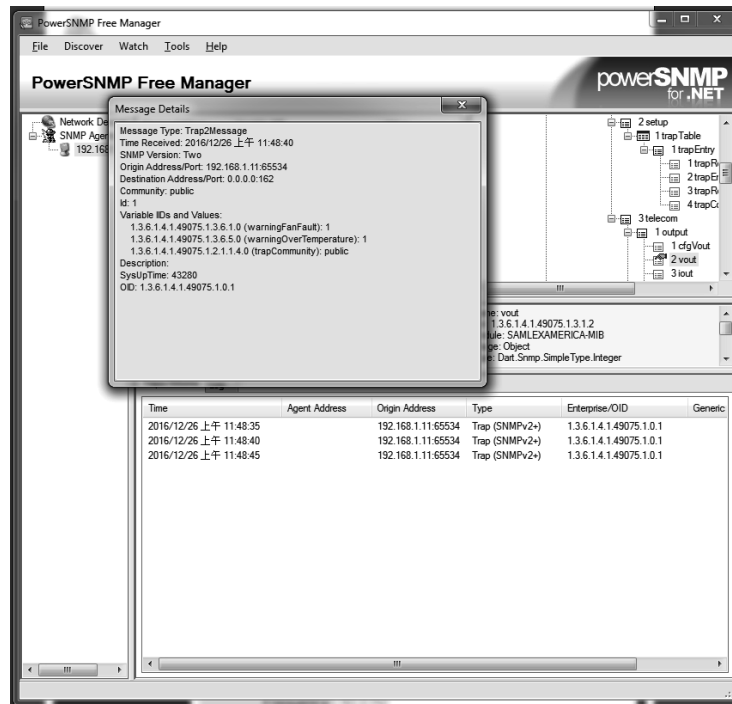 PowerSNMP Free Manager
File Discover Watch Tools Help
PowerSNMP Free Manager
powerSNMP
for .NET
Network De
SNMP Agen
192.168
Message Details
Message Type: Trap2Message
Time Received: 2016/12/26 上午 11:48:40
SNMP Version: Two
Origin Address/Port: 192.168.1.11:65534
Destination Address/Port: 0.0.0.0:162
Community: public
Id: 1
Variable IIDs and Values:
1.3.6.1.4.1.49075.1.3.6.1.0 (warningFanFault): 1
1.3.6.1.4.1.49075.1.3.6.5.0 (warningOverTemperature): 1
1.3.6.1.4.1.49075.1.2.1.1.4.0 (trapCommunity): public
Description:
SysUpTime: 43280
OID: 1.3.6.1.4.1.49075.1.0.1
2 setup
1 trapTable
1 trapEntry
1 trapR
2 trapEr
3 trapR
4 trapCo
3 telecom
1 output
1 cfgVout
2 vout
3 iout
e: vout
1.3.6.1.4.1.49075.1.3.1.2
ule: SAMLEXAMERICA-MIB
ge: Object
e: Dart.Snmp.SimpleType.Integer
Time Agent Address Origin Address Type Enterprise/OID Generic
2016/12/26 上午 11:48:35 192.168.1.11:65534 Trap (SNMPv2+) 1.3.6.1.4.1.49075.1.0.1
2016/12/26 上午 11:48:40 192.168.1.11:65534 Trap (SNMPv2+) 1.3.6.1.4.1.49075.1.0.1
2016/12/26 上午 11:48:45 192.168.1.11:65534 Trap (SNMPv2+) 1.3.6.1.4.1.49075.1.0.1